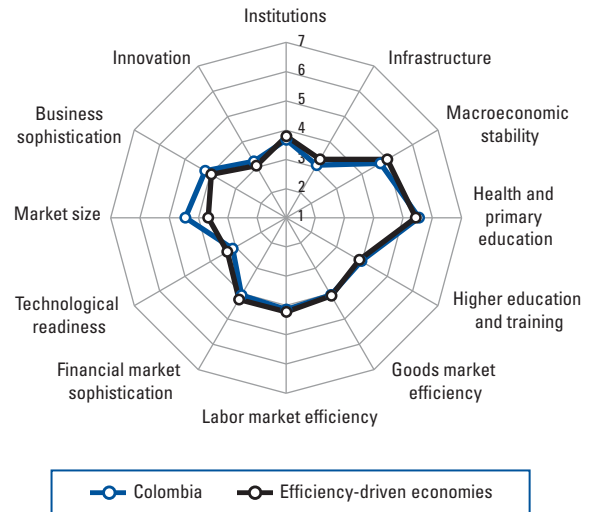 Institutions
7
6
5
4
3
2
1
Infrastructure
Macroeconomic
stability
Health and
primary
education
Higher education
and training
Goods market
efficiency
Labor market efficiency
Financial market
sophistication
Technological
readiness
Market size
Business
sophistication
Innovation
Colombia
Efficiency-driven economies